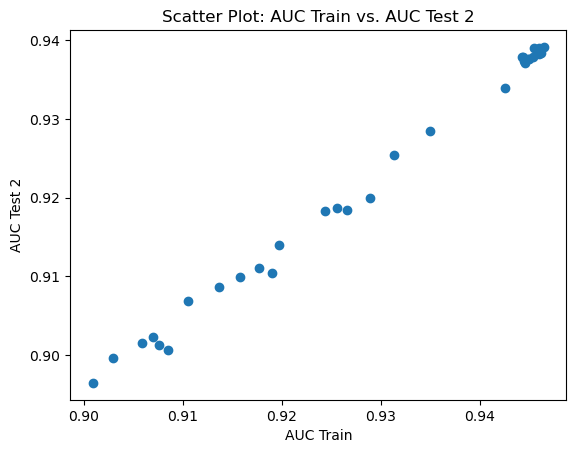 Scatter Plot: AUC Train vs. AUC Test 2
0.94
0.93
0.92
0.91
0.90
AUC Test 2
0.90 0.91 0.92 0.93 0.94
AUC Train